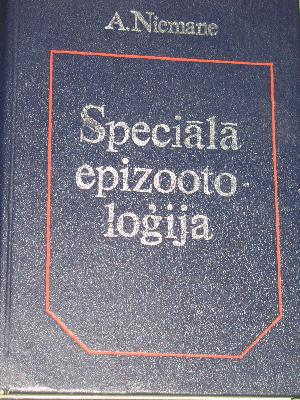 A.Niemane
Speciālā
epizooto-
loģija